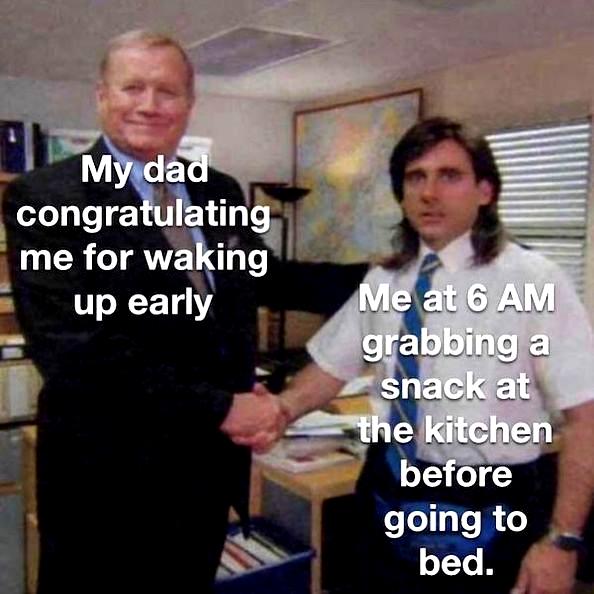 My dad
congratulating
me for waking
up early
Me at 6 AM
grabbing a
snack at
the kitchen
before
going to
bed.